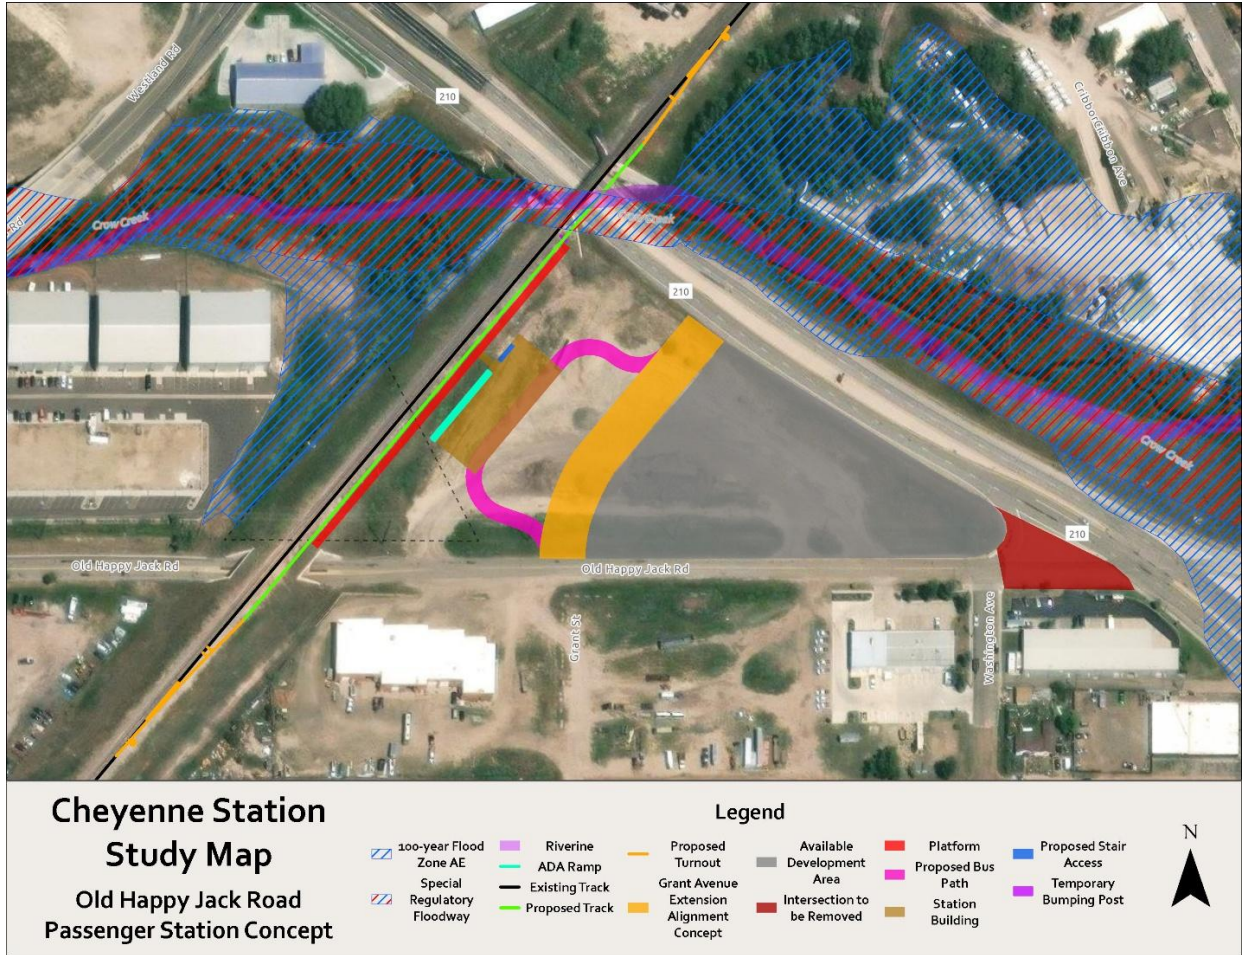 Westland Rd
210
CribborCribbon Ave
Rd
Crow Creek
210
Crow Creek
210
Old Happy Jack Rd
Old Happy Jack Rd
Grant St
Washington Ave
Cheyenne Station
Study Map
Old Happy Jack Road
Passenger Station Concept
Legend
100-year Flood
Zone AE
Special
Regulatory
Floodway
Riverine
ADA Ramp
Existing Track
Proposed Track
Proposed
Turnout
Grant Avenue
Extension
Alignment
Concept
Available
Development
Area
Intersection to
be Removed
Platform
Proposed Bus
Path
Station
Building
Proposed Stair
Access
Temporary
Bumping Post
N